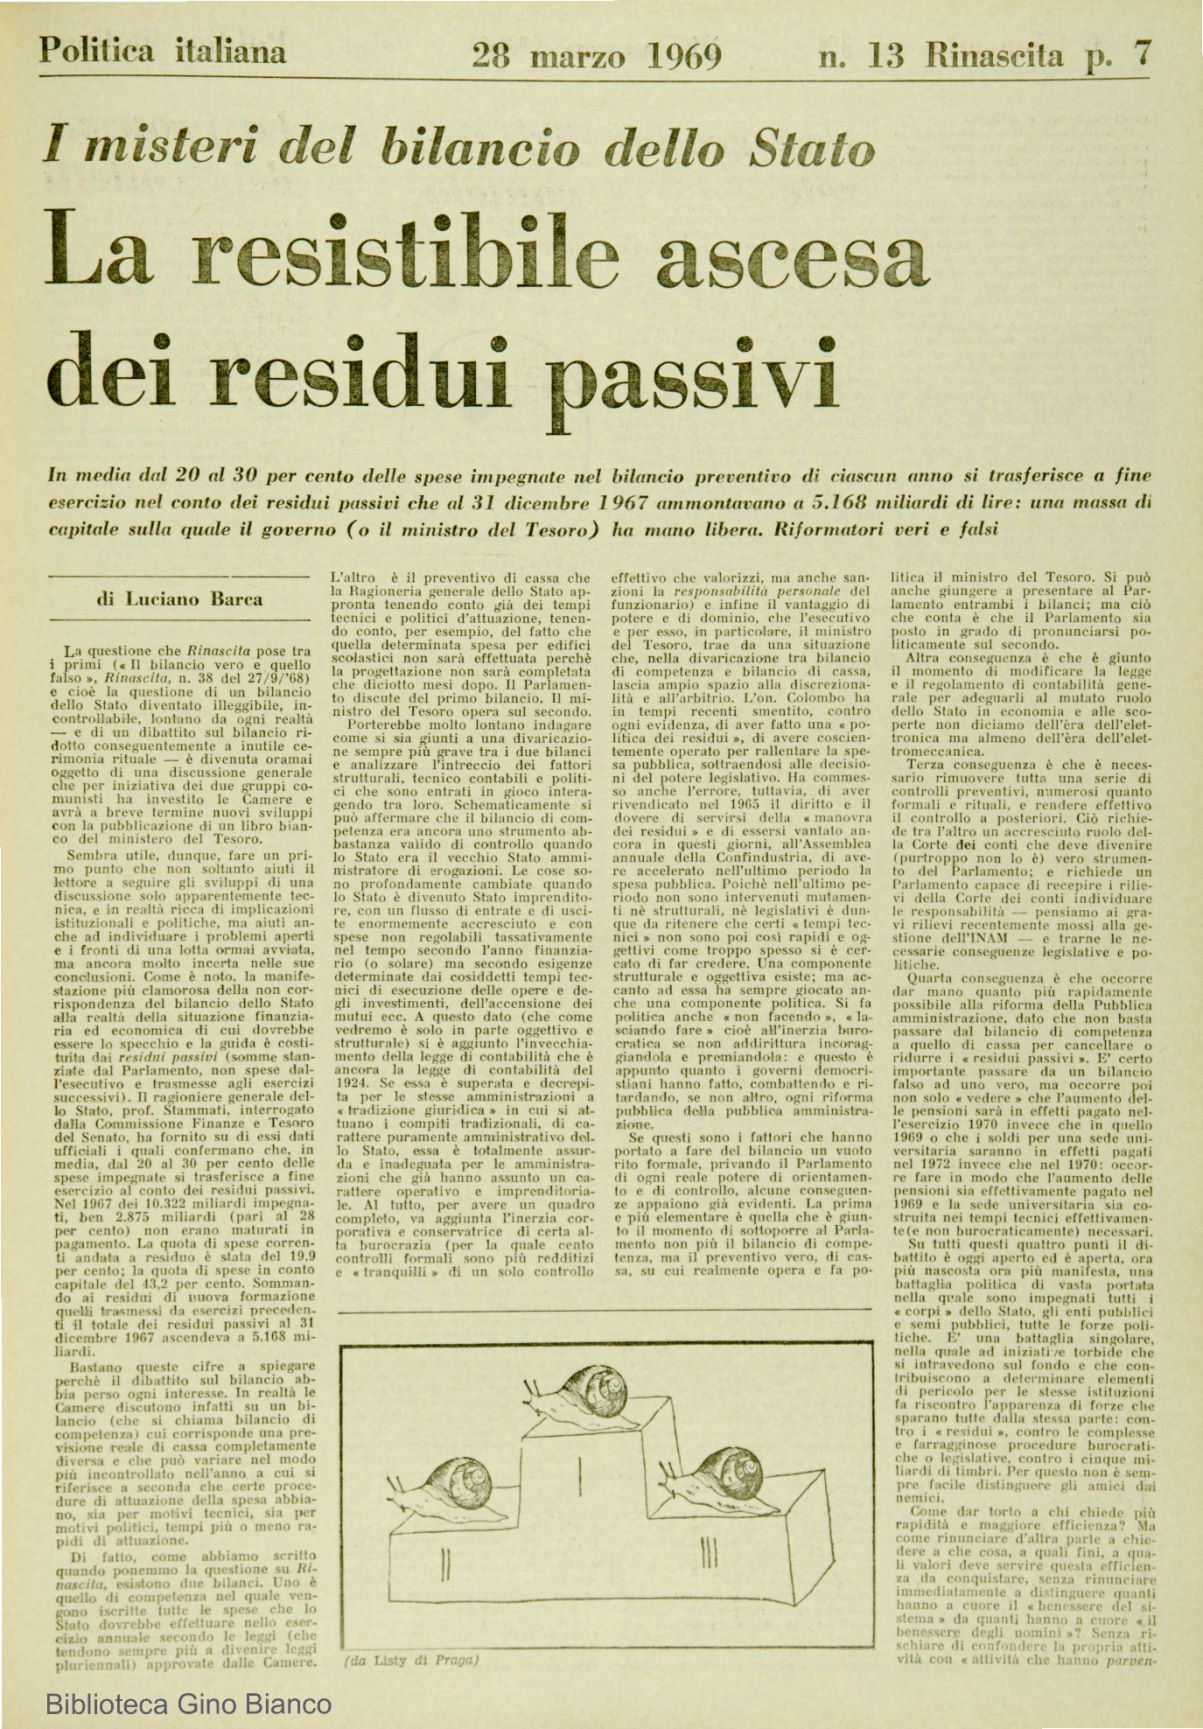 Politica italiana 28 marzo 1969 n. 13 Rinascita p. 7
I misteri del bilancio dello Stato
La resistibile ascesa
dei residui passivi
In media dal 20 al 30 per cento delle spese impegnate nel bilancio preventivo di ciascun anno si trasferisce a fine
esercizio nel conto dei residui passivi che al 31 dicembre 1967 ammontavano a 5.168 miliardi di lire: una massa di
capitale sulla quale il governo (o il ministro del Tesoro) ha mano libera. Riformatori veri e falsi
di Luciano Barca
La questione che Rinascita pose tra
i primi (« Il bilancio vero e quello
falso », Rinascita, n. 38 del 27/9/'68)
e cioè la questione di un bilancio
dello Stato diventato illeggibile, in-
controllabile, lontano da ogni realtà
— e di un dibattito sul bilancio ri-
dotto conseguentemente a inutile ce-
rimonia rituale — è divenuta oramai
oggetto di una discussione generale
che per iniziativa dei due gruppi co-
munisti ha investito le Camere e
avrà a breve termine nuovi sviluppi
con la pubblicazione di un libro bian-
co del ministero del Tesoro.
Sembra utile, dunque, fare un pri-
mo punto che non soltanto aiuti il
lettore a seguire gli sviluppi di una
discussione solo apparentemente tec-
nica, e in realtà ricca di implicazioni
istituzionali e politiche, ma aiuti an-
che ad individuare i problemi aperti
e i fronti di una lotta ormai avviata,
ma ancora molto incerta nelle sue
conclusioni. Come è noto, la manife-
stazione più clamorosa della non cor-
rispondenza del bilancio dello Stato
alla realtà della situazione finanzia-
ria ed economica di cui dovrebbe
essere lo specchio e la guida è costi-
tuita dai residui passivi (somme stan-
ziate dal Parlamento, non spese dal-
l'esecutivo e trasmesse agli esercizi
successivi). Il ragioniere generale del-
lo Stato, prof. Stammati, interrogato
dalla Commissione Finanze e Tesoro
del Senato, ha fornito su di essi dati
ufficiali i quali confermano che, in
media, dal 20 al 30 per cento delle
spese impegnate si trasferisce a fine
esercizio al conto dei residui passivi.
Nel 1967 dei 10.322 miliardi impegna-
ti, ben 2.875 miliardi (pari al 28
per cento) non erano maturati in
pagamento. La quota di spese corren-
ti andata a residuo è stata del 19,9
per cento; la quota di spese in conto
capitale del 43,2 per cento. Somman-
do ai residui di nuova formazione
quelli trasmessi da esercizi preceden-
ti il totale dei residui passivi al 31
dicembre 1967 ascendeva a 5.168 mi-
liardi.
Bastano queste cifre a spiegare
perchè il dibattito sul bilancio ab-
bia perso ogni interesse. In realtà le
Camere discutono infatti su un bi-
lancio (che si chiama bilancio di
competenza) cui corrisponde una pre-
visione reale di cassa completamente
diversa e che può variare nel modo
più incontrollato nell'anno a cui si
riferisce a seconda che certe proce-
dure di attuazione della spesa abbia-
no, sia per motivi tecnici, sia per
motivi politici, tempi più o meno ra-
pidi di attuazione.
Di fatto, come abbiamo scritto
quando ponemmo la questione su Ri-
nascita, esistono due bilanci. Uno è
quello di competenza nel quale ven-
gono iscritte tutte le spese che lo
Stato dovrebbe effettuare nello eser-
cizio annuale secondo le leggi (che
tendono sempre più a divenire leggi
pluriennali) approvate dalle Camere.
L'altro è il preventivo di cassa che
la Ragioneria generale dello Stato ap-
pronta tenendo conto già dei tempi
tecnici e politici d'attuazione, tenen-
do conto, per esempio, del fatto che
quella determinata spesa per edifici
scolastici non sarà effettuata perchè
la progettazione non sarà completata
che diciotto mesi dopo. Il Parlamen-
to discute del primo bilancio. Il mi-
nistro del Tesoro opera sul secondo.
Porterebbe molto lontano indagare
come si sia giunti a una divaricazio-
ne sempre più grave tra i due bilanci
e analizzare l'intreccio dei fattori
strutturali, tecnico contabili e politi-
ci che sono entrati in gioco intera-
gendo tra loro. Schematicamente si
può affermare che il bilancio di com-
petenza era ancora uno strumento ab-
bastanza valido di controllo quando
lo Stato era il vecchio Stato ammi-
nistratore di erogazioni. Le cose so-
no profondamente cambiate quando
lo Stato è divenuto Stato imprendito-
re, con un flusso di entrate e di usci-
te enormemente accresciuto e con
spese non regolabili tassativamente
nel tempo secondo l'anno finanzia-
rio (o solare) ma secondo esigenze
determinate dai cosiddetti tempi tec-
nici di esecuzione delle opere e de-
gli investimenti, dell'accensione dei
mutui ecc. A questo dato (che come
vedremo è solo in parte oggettivo e
strutturale) si è aggiunto l'invecchia-
mento della legge di contabilità che è
ancora la legge di contabilità del
1924. Se essa è superata e decrepi-
ta per le stesse amministrazioni a
« tradizione giuridica » in cui si at-
tuano i compiti tradizionali, di ca-
rattere puramente amministrativo del-
lo Stato, essa è totalmente assur-
da e inadeguata per le amministra-
zioni che già hanno assunto un ca-
rattere operativo e imprenditoria-
le. Al tutto, per avere un quadro
completo, va aggiunta l'inerzia cor-
porativa e conservatrice di certa al-
ta burocrazia (per la quale cento
controlli formali sono più redditizi
e « tranquilli » di un solo controllo
effettivo che valorizzi, ma anche san-
zioni la responsabilità personale del
funzionario) e infine il vantaggio di
potere e di dominio, che l'esecutivo
e per esso, in particolare, il ministro
del Tesoro, trae da una situazione
che, nella divaricazione tra bilancio
di competenza e bilancio di cassa,
lascia ampio spazio alla discreziona-
lità e all'arbitrio. L'on. Colombo ha
in tempi recenti smentito, contro
ogni evidenza, di aver fatto una « po-
litica dei residui », di avere coscien-
temente operato per rallentare la spe-
sa pubblica, sottraendosi alle decisio-
ni del potere legislativo. Ha commes-
so anche l'errore, tuttavia, di aver
rivendicato nel 1965 il diritto e il
dovere di servirsi della « manovra
dei residui » e di essersi vantato an-
cora in questi giorni, all'Assemblea
annuale della Confindustria, di ave-
re accelerato nell'ultimo periodo la
spesa pubblica. Poichè nell'ultimo pe-
riodo non sono intervenuti mutamen-
ti nè strutturali, nè legislativi è dun-
que da ritenere che certi « tempi tec-
nici » non sono poi così rapidi e og-
gettivi come troppo spesso si è cer-
cato di far credere. Una componente
strutturale e oggettiva esiste; ma ac-
canto ad essa ha sempre giocato an-
che una componente politica. Si fa
politica anche « non facendo », « la-
sciando fare » cioè all'inerzia buro-
cratica se non addirittura incorag-
giandola e premiandola: e questo è
appunto quanto i governi democri-
stiani hanno fatto, combattendo e ri-
tardando, se non altro, ogni riforma
pubblica della pubblica amministra-
zione.
Se questi sono i fattori che hanno
portato a fare del bilancio un vuoto
rito formale, privando il Parlamento
di ogni reale potere di orientamen-
to e di controllo, alcune conseguen-
ze appaiono già evidenti. La prima
e più elementare è quella che è giun-
to il momento di sottoporre al Parla-
mento non più il bilancio di compe-
tenza, ma il preventivo vero, di cas-
sa, su cui realmente opera e fa po-
litica il ministro del Tesoro. Si può
anche giungere a presentare al Par-
lamento entrambi i bilanci; ma ciò
che conta è che il Parlamento sia
posto in grado di pronunciarsi po-
liticamente sul secondo.
Altra conseguenza è che è giunto
il momento di modificare la legge
e il regolamento di contabilità gene-
rale per adeguarli al mutato ruolo
dello Stato in economia e alle sco-
perte non diciamo dell'èra dell'elet-
tronica ma almeno dell'èra dell'elet-
tromeccanica.
Terza conseguenza è che è neces-
sario rimuovere tutta una serie di
controlli preventivi, numerosi quanto
formali e rituali, e rendere effettivo
il controllo a posteriori. Ciò richie-
de tra l'altro un accresciuto ruolo del-
la Corte dei conti che deve divenire
(purtroppo non lo è) vero strumen-
to del Parlamento; e richiede un
Parlamento capace di recepire i rilie-
vi della Corte dei conti individuare
le responsabilità — pensiamo ai gra-
vi rilievi recentemente mossi alla ge-
stione dell'INAM — e trarne le ne-
cessarie conseguenze legislative e po-
litiche.
Quarta conseguenza è che occorre
dar mano quanto più rapidamente
possibile alla riforma della Pubblica
amministrazione, dato che non basta
passare dal bilancio di competenza
a quello di cassa per cancellare o
ridurre i « residui passivi ». E' certo
importante passare da un bilancio
falso ad uno vero, ma occorre poi
non solo « vedere » che l'aumento del-
le pensioni sarà in effetti pagato nel-
l'esercizio 1970 invece che in quello
1969 o che i soldi per una sede uni-
versitaria saranno in effetti pagati
nel 1972 invece che nel 1970: occor-
re fare in modo che l'aumento delle
pensioni sia effettivamente pagato nel
1969 e la sede universitaria sia co-
struita nei tempi tecnici effettivamen-
te(e non burocraticamente) necessari.
Su tutti questi quattro punti il di-
battito è oggi aperto ed è aperta, ora
più nascosta ora più manifesta, una
battaglia politica di vasta portata
nella quale sono impegnati tutti i
« corpi » dello Stato, gli enti pubblici
e semi pubblici, tutte le forze poli-
tiche. E' una battaglia singolare,
nella quale ad iniziative torbide che
si intravedono sul fondo e che con-
tribuiscono a determinare elementi
di pericolo per le stesse istituzioni
fa riscontro l'apparenza di forze che
sparano tutte dalla stessa parte: con-
tro i « residui », contro le complesse
e farragginose procedure burocrati-
che o legislative, contro i cinque mi-
liardi di timbri. Per questo non è sem-
pre facile distinguere gli amici dai
nemici.
Come dar torto a chi chiede più
rapidità e maggiore efficienza? Ma
come rinunciare d'altra parte a chie-
dere a che cosa, a quali fini, a qua-
li valori deve servire questa efficien-
za da conquistare, senza rinunciare
immediatamente a distinguere quanti
hanno a cuore il « benessere del si-
stema » da quanti hanno a cuore « il
benessere degli uomini »? Senza ri-
schiare di confondere la propria atti-
vità con « attività che hanno parven-
I
II
III
(da Listy di Praga)
Biblioteca Gino Bianco